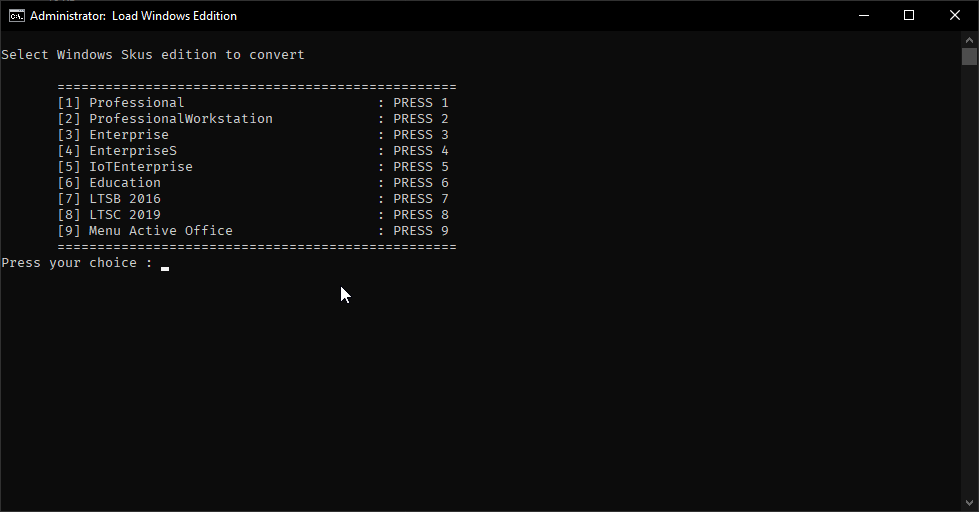 Administrator: Load Windows Eddition
Select Windows Skus edition to convert
==================================================
[1] Professional : PRESS 1
[2] ProfessionalWorkstation : PRESS 2
[3] Enterprise : PRESS 3
[4] EnterpriseS : PRESS 4
[5] IoTEnterprise : PRESS 5
[6] Education : PRESS 6
[7] LTSB 2016 : PRESS 7
[8] LTSC 2019 : PRESS 8
[9] Menu Active Office : PRESS 9
==================================================
Press your choice :